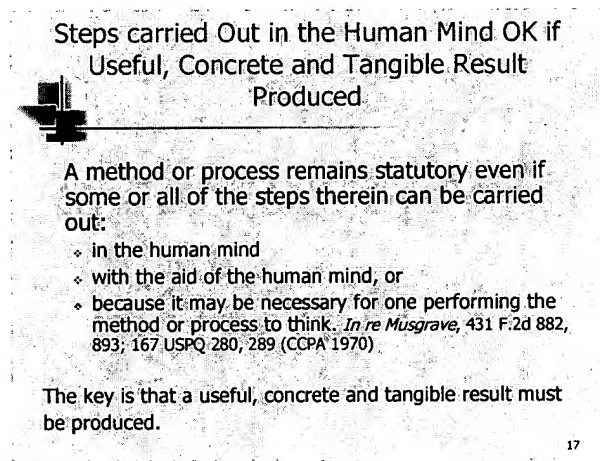 Steps carried Out in the Human Mind OK if
Useful, Concrete and Tangible Result
Produced
A method or process remains statutory even if
some or all of the steps therein can be carried
out:
❖ in the human mind
❖ with the aid of the human mind, or
❖ because it may be necessary for one performing the
method or process to think. In re Musgrave, 431 F.2d 882,
893; 167 USPQ 280, 289 (CCPA 1970)
The key is that a useful, concrete and tangible result must
be produced.
17